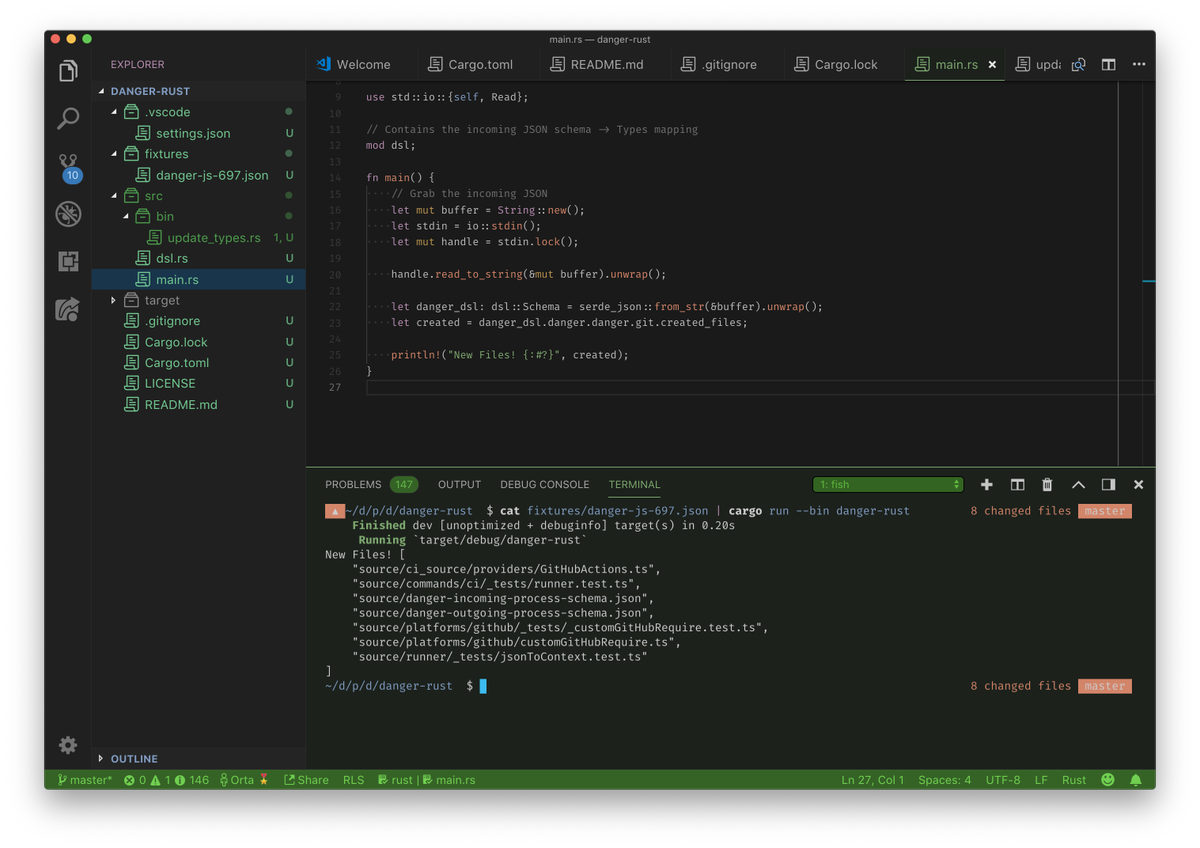 main.rs — danger-rust
EXPLORER
DANGER-RUST
.vscode
settings.json U
fixtures
danger-js-697.json U
src
bin
update_types.rs 1, U
dsl.rs U
main.rs U
target
.gitignore U
Cargo.lock U
Cargo.toml U
LICENSE U
README.md U
OUTLINE
10
Welcome Cargo.toml README.md .gitignore Cargo.lock main.rs × upda
9 use std::io::{self, Read};
10
11 // Contains the incoming JSON schema -> Types mapping
12 mod dsl;
13
14 fn main() {
15 ····// Grab the incoming JSON
16 ····let mut buffer = String::new();
17 ····let stdin = io::stdin();
18 ····let mut handle = stdin.lock();
19
20 ····handle.read_to_string(&mut buffer).unwrap();
21
22 ····let danger_dsl: dsl::Schema = serde_json::from_str(&buffer).unwrap();
23 ····let created = danger_dsl.danger.danger.git.created_files;
24
25 ····println!("New Files! {:#?}", created);
26 }
27
PROBLEMS 147 OUTPUT DEBUG CONSOLE TERMINAL 1: fish
~/d/p/d/danger-rust $ cat fixtures/danger-js-697.json | cargo run --bin danger-rust 8 changed files master
Finished dev [unoptimized + debuginfo] target(s) in 0.20s
Running `target/debug/danger-rust`
New Files! [
"source/ci_source/providers/GitHubActions.ts",
"source/commands/ci/_tests/runner.test.ts",
"source/danger-incoming-process-schema.json",
"source/danger-outgoing-process-schema.json",
"source/platforms/github/_tests/_customGitHubRequire.test.ts",
"source/platforms/github/customGitHubRequire.ts",
"source/runner/_tests/jsonToContext.test.ts"
]
~/d/p/d/danger-rust $ 8 changed files master
master* 0 1 146 Orta Share RLS rust | main.rs Ln 27, Col 1 Spaces: 4 UTF-8 LF Rust